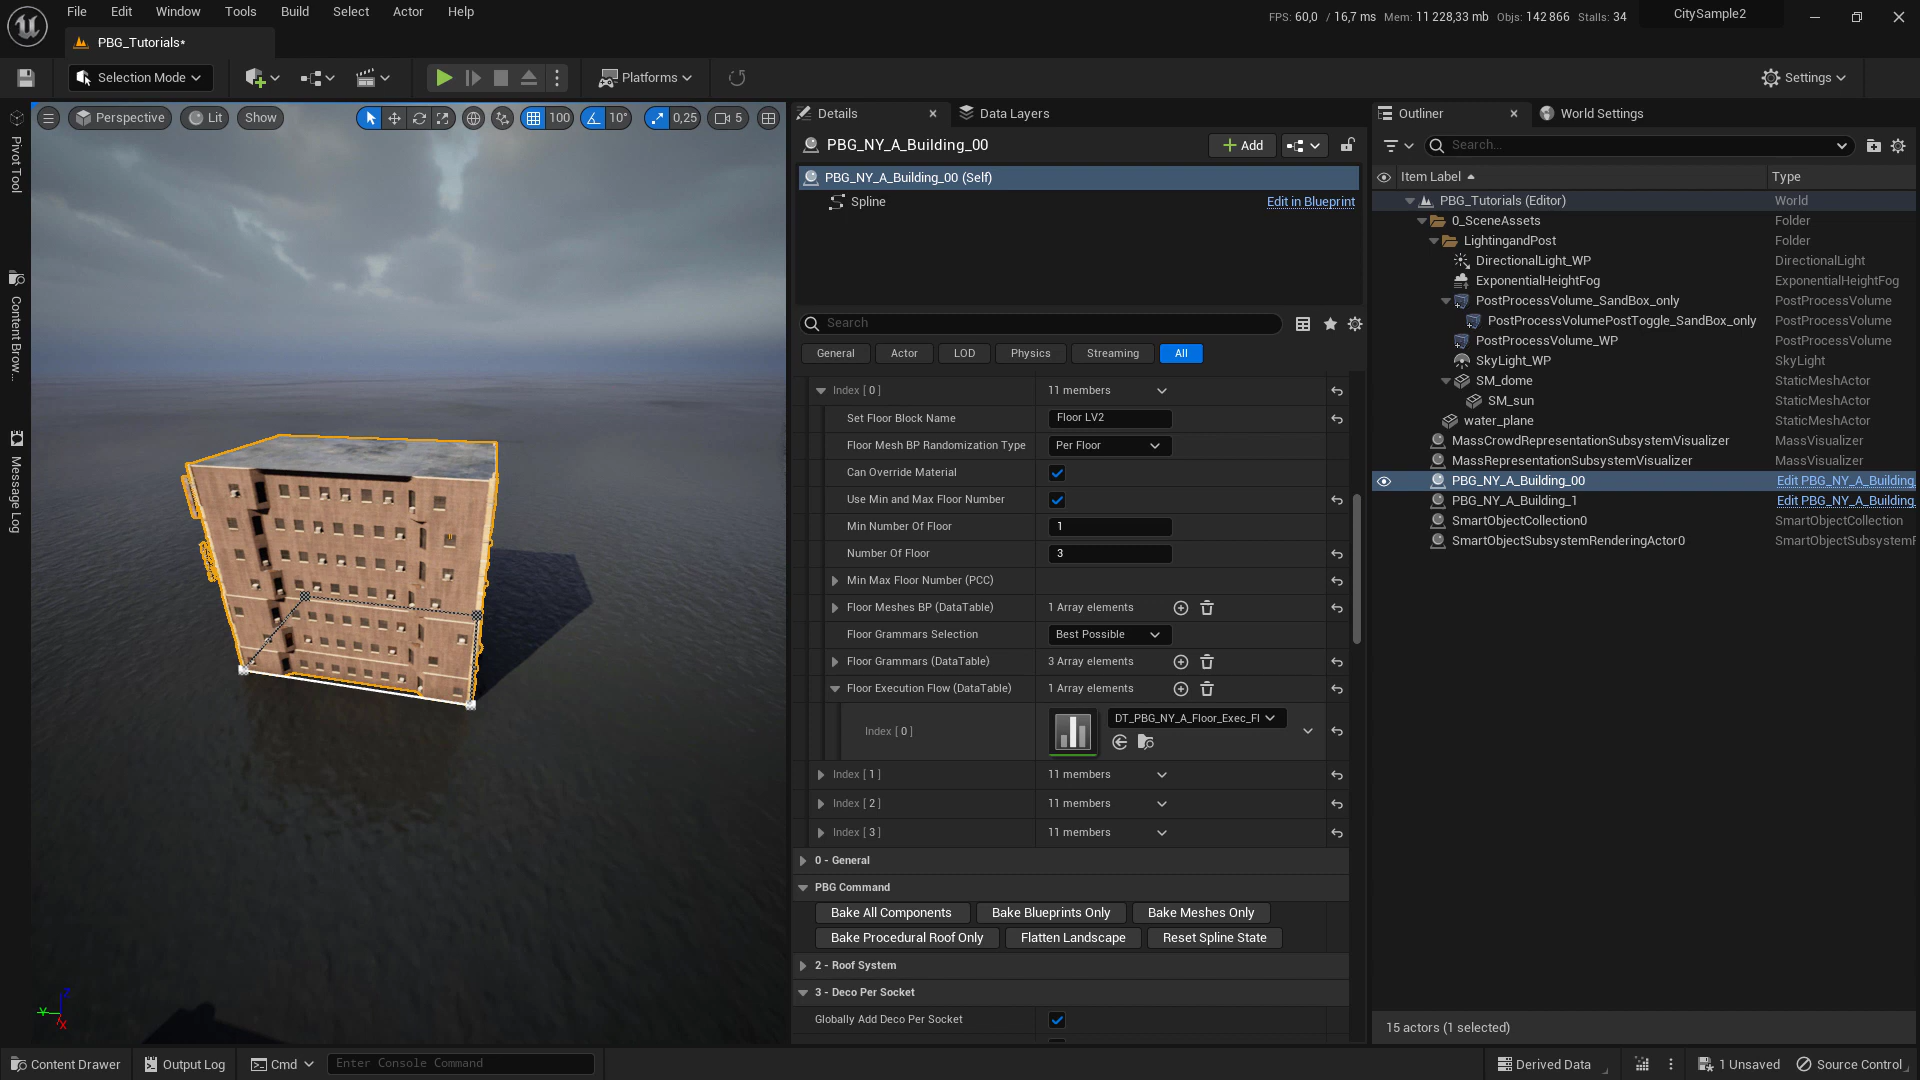 File Edit Window Tools Build Select Actor Help
FPS: 60,0 / 16,7 ms Mem: 11 228,33 mb Objs: 142 866 Stalls: 34
CitySample2
PBG_Tutorials*
Selection Mode
Platforms
Settings
Pivot Tool
Content Brow...
Message Log
Perspective Lit Show 100 10° 0,25 5
Details
Data Layers
PBG_NY_A_Building_00
Add
PBG_NY_A_Building_00 (Self)
Spline Edit in Blueprint
Search
General Actor LOD Physics Streaming All
Index [ 0 ] 11 members
Set Floor Block Name Floor LV2
Floor Mesh BP Randomization Type Per Floor
Can Override Material
Use Min and Max Floor Number
Min Number Of Floor 1
Number Of Floor 3
Min Max Floor Number (PCC)
Floor Meshes BP (DataTable) 1 Array elements
Floor Grammars Selection Best Possible
Floor Grammars (DataTable) 3 Array elements
Floor Execution Flow (DataTable) 1 Array elements
Index [ 0 ] DT_PBG_NY_A_Floor_Exec_Fl
Index [ 1 ] 11 members
Index [ 2 ] 11 members
Index [ 3 ] 11 members
0 - General
PBG Command
Bake All Components Bake Blueprints Only Bake Meshes Only
Bake Procedural Roof Only Flatten Landscape Reset Spline State
2 - Roof System
3 - Deco Per Socket
Globally Add Deco Per Socket
Outliner
World Settings
Search...
Item Label Type
PBG_Tutorials (Editor) World
0_SceneAssets Folder
LightingandPost Folder
DirectionalLight_WP DirectionalLight
ExponentialHeightFog ExponentialHeightFog
PostProcessVolume_SandBox_only PostProcessVolume
PostProcessVolumePostToggle_SandBox_only PostProcessVolume
PostProcessVolume_WP PostProcessVolume
SkyLight_WP SkyLight
SM_dome StaticMeshActor
SM_sun StaticMeshActor
water_plane StaticMeshActor
MassCrowdRepresentationSubsystemVisualizer MassVisualizer
MassRepresentationSubsystemVisualizer MassVisualizer
PBG_NY_A_Building_00 Edit PBG_NY_A_Building_
PBG_NY_A_Building_1 Edit PBG_NY_A_Building_
SmartObjectCollection0 SmartObjectCollection
SmartObjectSubsystemRenderingActor0 SmartObjectSubsystemF
15 actors (1 selected)
Z
Y
X
Content Drawer Output Log Cmd Enter Console Command
Derived Data 1 Unsaved Source Control